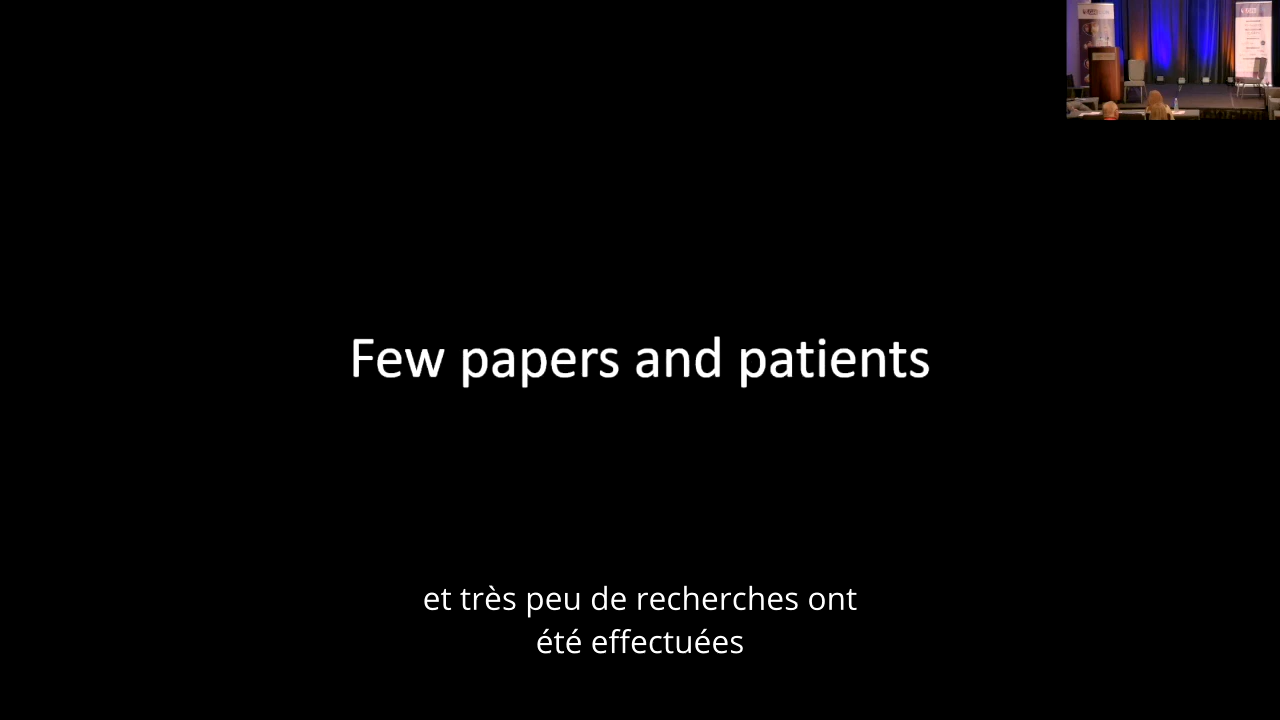 Few papers and patients
et très peu de recherches ont
été effectuées